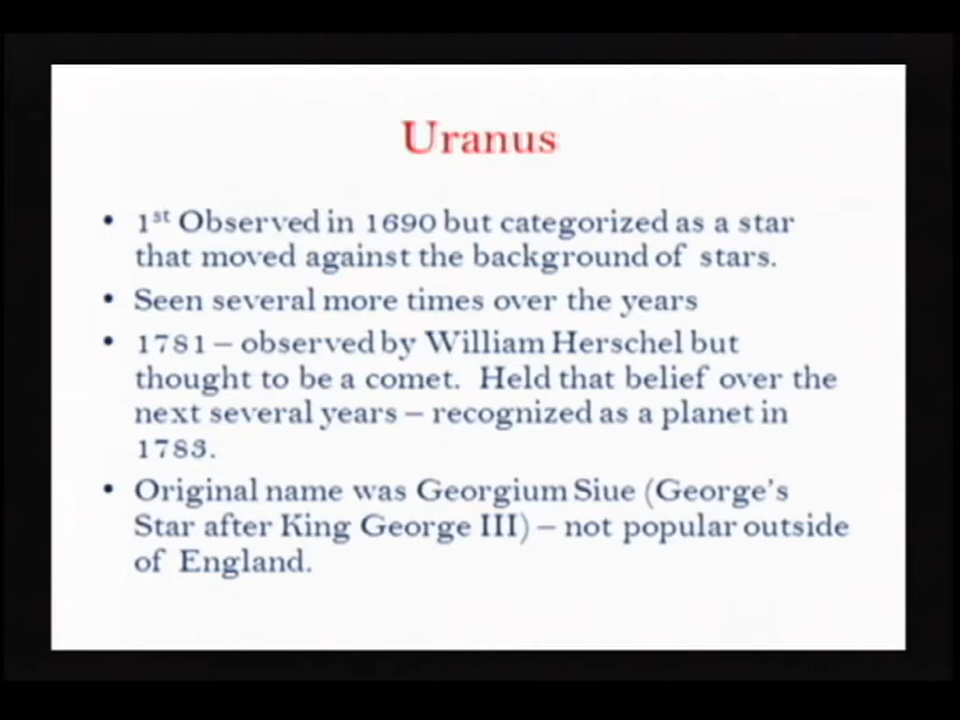 Uranus
• 1st Observed in 1690 but categorized as a star
that moved against the background of stars.
• Seen several more times over the years
• 1781 – observed by William Herschel but
thought to be a comet. Held that belief over the
next several years – recognized as a planet in
1783.
• Original name was Georgium Siue (George's
Star after King George III) – not popular outside
of England.